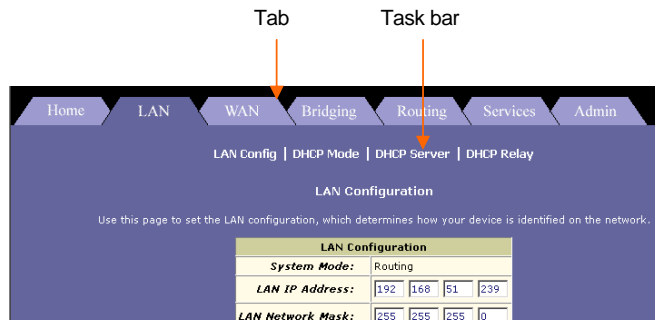 Tab Task bar
Home LAN WAN Bridging Routing Services Admin
LAN Config | DHCP Mode | DHCP Server | DHCP Relay
LAN Configuration
Use this page to set the LAN configuration, which determines how your device is identified on the network.
LAN Configuration
System Mode: Routing
LAN IP Address: 192 168 51 239
LAN Network Mask: 255 255 255 0